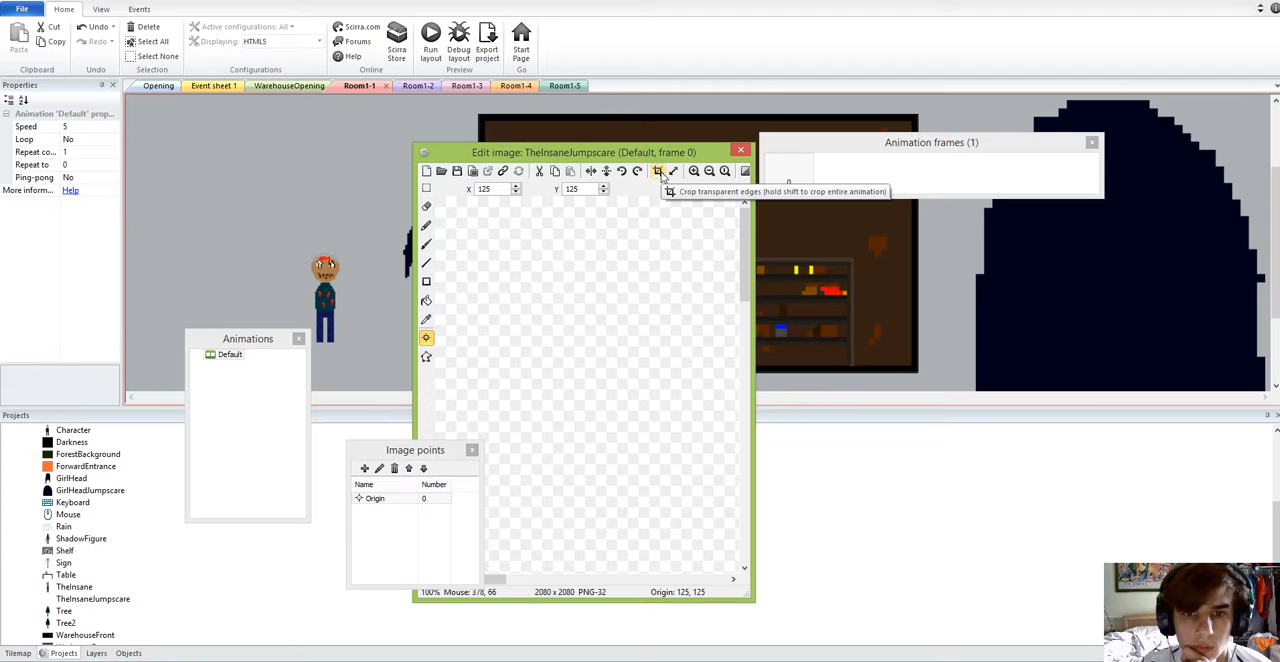 File Home View Events
Paste Cut Copy Undo Redo Delete Select All Select None Active configurations: All Displaying: HTML5 Scirra.com Forums Help Scirra Store Run layout Debug layout Export project Start Page
Clipboard Undo Selection Configurations Online Preview Go
Properties
Opening Event sheet 1 WarehouseOpening Room1-1 Room1-2 Room1-3 Room1-4 Room1-5
Animation 'Default' prop...
Speed 5
Loop No
Repeat co... 1
Repeat to 0
Ping-pong No
More inform... Help
Edit image: TheInsaneJumpscare (Default, frame 0)
X 125 Y 125
Crop transparent edges (hold shift to crop entire animation)
Animation frames (1)
0
Animations
Default
Image points
Name Number
Origin 0
100% Mouse: 378, 66 2080 x 2080 PNG-32 Origin: 125, 125
Projects
Character
Darkness
ForestBackground
ForwardEntrance
GirlHead
GirlHeadJumpscare
Keyboard
Mouse
Rain
ShadowFigure
Shelf
Sign
Table
TheInsane
TheInsaneJumpscare
Tree
Tree2
WarehouseFront
Tilemap Projects Layers Objects